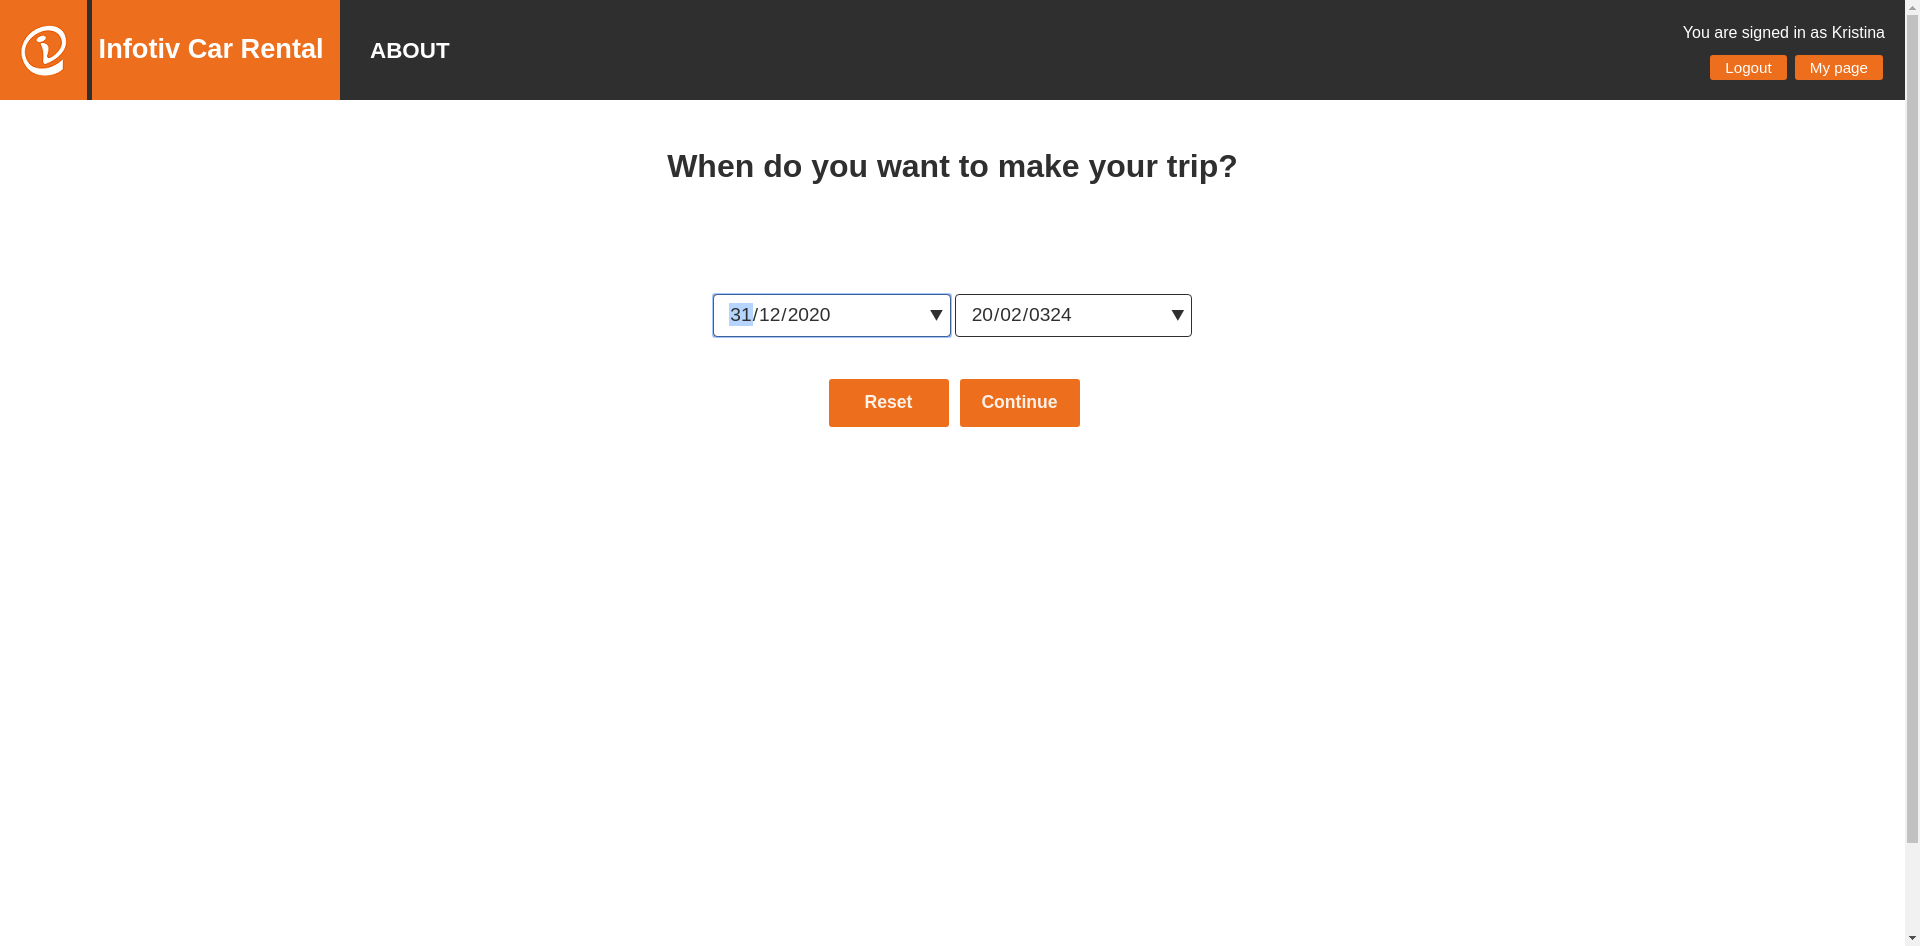 Infotiv Car Rental
ABOUT
You are signed in as Kristina
Logout
My page
When do you want to make your trip?
31/12/2020
20/02/0324
Reset
Continue